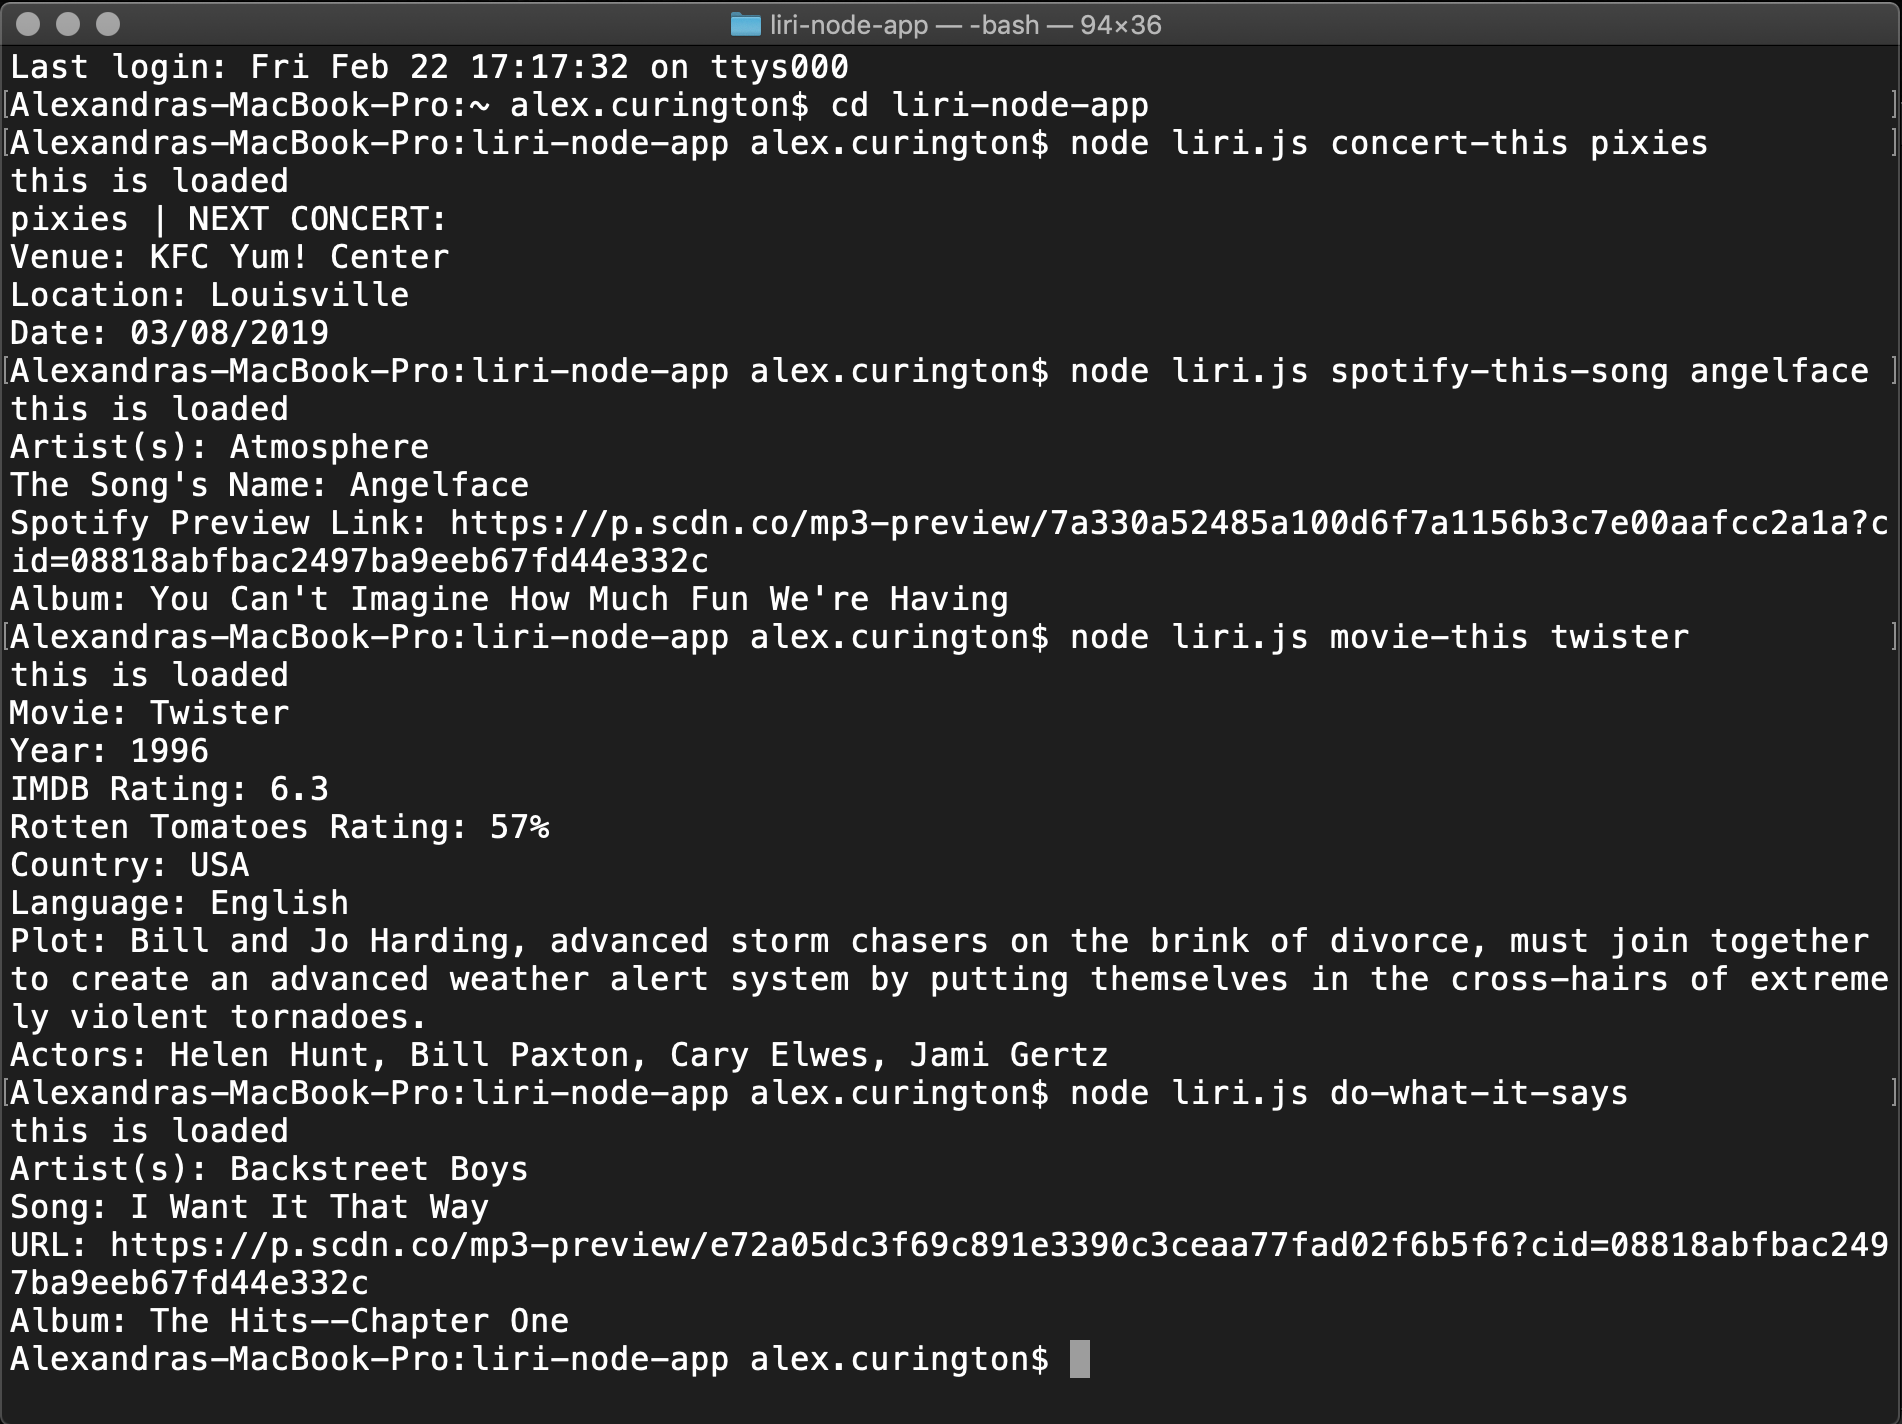 liri-node-app — -bash — 94×36
Last login: Fri Feb 22 17:17:32 on ttys000
[Alexandras-MacBook-Pro:~ alex.curington$ cd liri-node-app ]
[Alexandras-MacBook-Pro:liri-node-app alex.curington$ node liri.js concert-this pixies ]
this is loaded
pixies | NEXT CONCERT:
Venue: KFC Yum! Center
Location: Louisville
Date: 03/08/2019
[Alexandras-MacBook-Pro:liri-node-app alex.curington$ node liri.js spotify-this-song angelface ]
this is loaded
Artist(s): Atmosphere
The Song's Name: Angelface
Spotify Preview Link: https://p.scdn.co/mp3-preview/7a330a52485a100d6f7a1156b3c7e00aafcc2a1a?c
id=08818abfbac2497ba9eeb67fd44e332c
Album: You Can't Imagine How Much Fun We're Having
[Alexandras-MacBook-Pro:liri-node-app alex.curington$ node liri.js movie-this twister ]
this is loaded
Movie: Twister
Year: 1996
IMDB Rating: 6.3
Rotten Tomatoes Rating: 57%
Country: USA
Language: English
Plot: Bill and Jo Harding, advanced storm chasers on the brink of divorce, must join together
to create an advanced weather alert system by putting themselves in the cross-hairs of extreme
ly violent tornadoes.
Actors: Helen Hunt, Bill Paxton, Cary Elwes, Jami Gertz
[Alexandras-MacBook-Pro:liri-node-app alex.curington$ node liri.js do-what-it-says ]
this is loaded
Artist(s): Backstreet Boys
Song: I Want It That Way
URL: https://p.scdn.co/mp3-preview/e72a05dc3f69c891e3390c3ceaa77fad02f6b5f6?cid=08818abfbac249
7ba9eeb67fd44e332c
Album: The Hits--Chapter One
Alexandras-MacBook-Pro:liri-node-app alex.curington$